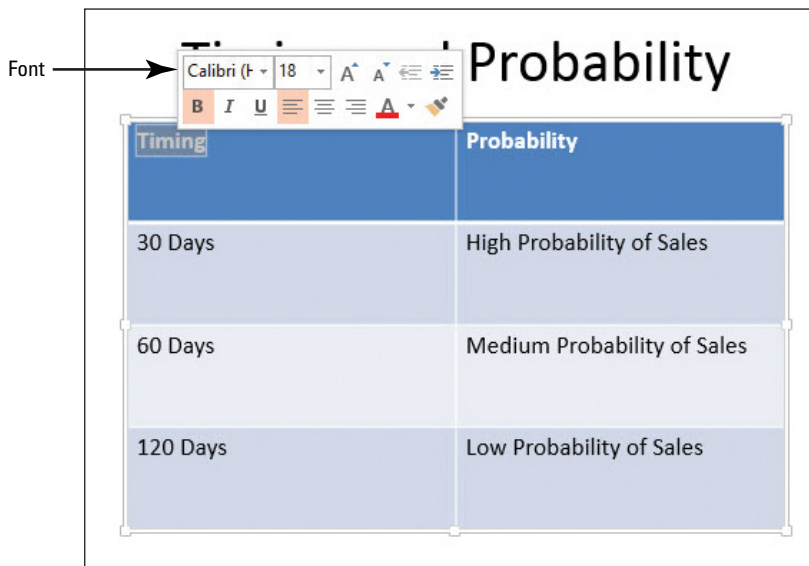 Probability
Font
Calibri (H 18 A A
B I U A
Timing Probability
30 Days High Probability of Sales
60 Days Medium Probability of Sales
120 Days Low Probability of Sales